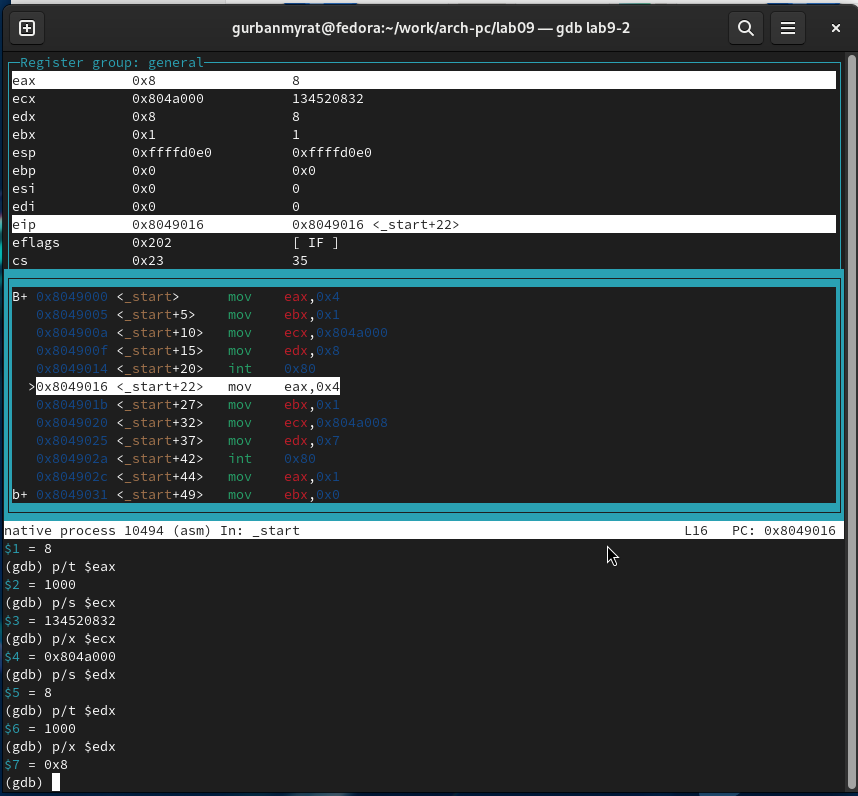 gurbanmyrat@fedora:~/work/arch-pc/lab09 — gdb lab9-2
Register group: general
eax 0x8 8
ecx 0x804a000 134520832
edx 0x8 8
ebx 0x1 1
esp 0xffffd0e0 0xffffd0e0
ebp 0x0 0x0
esi 0x0 0
edi 0x0 0
eip 0x8049016 0x8049016 <_start+22>
eflags 0x202 [ IF ]
cs 0x23 35
B+ 0x8049000 <_start> mov eax,0x4
0x8049005 <_start+5> mov ebx,0x1
0x804900a <_start+10> mov ecx,0x804a000
0x804900f <_start+15> mov edx,0x8
0x8049014 <_start+20> int 0x80
>0x8049016 <_start+22> mov eax,0x4
0x804901b <_start+27> mov ebx,0x1
0x8049020 <_start+32> mov ecx,0x804a008
0x8049025 <_start+37> mov edx,0x7
0x804902a <_start+42> int 0x80
0x804902c <_start+44> mov eax,0x1
b+ 0x8049031 <_start+49> mov ebx,0x0
native process 10494 (asm) In: _start L16 PC: 0x8049016
$1 = 8
(gdb) p/t $eax
$2 = 1000
(gdb) p/s $ecx
$3 = 134520832
(gdb) p/x $ecx
$4 = 0x804a000
(gdb) p/s $edx
$5 = 8
(gdb) p/t $edx
$6 = 1000
(gdb) p/x $edx
$7 = 0x8
(gdb)